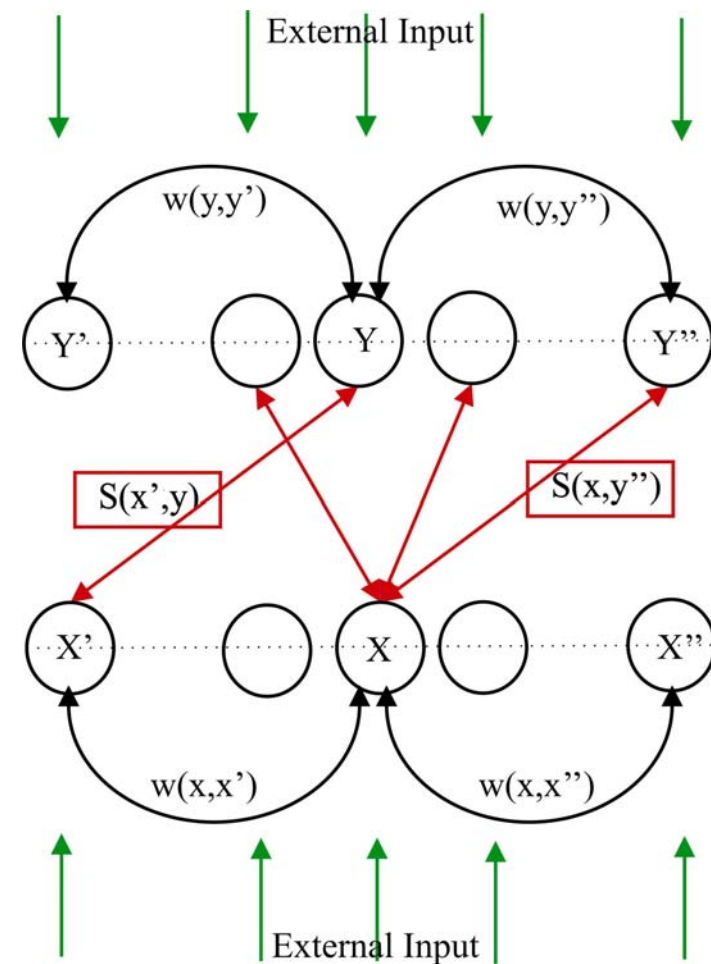 External Input
w(y,y’)
w(y,y”)
Y’
Y
Y”
S(x’,y)
S(x,y”)
X’
X
X”
w(x,x’)
w(x,x”)
External Input